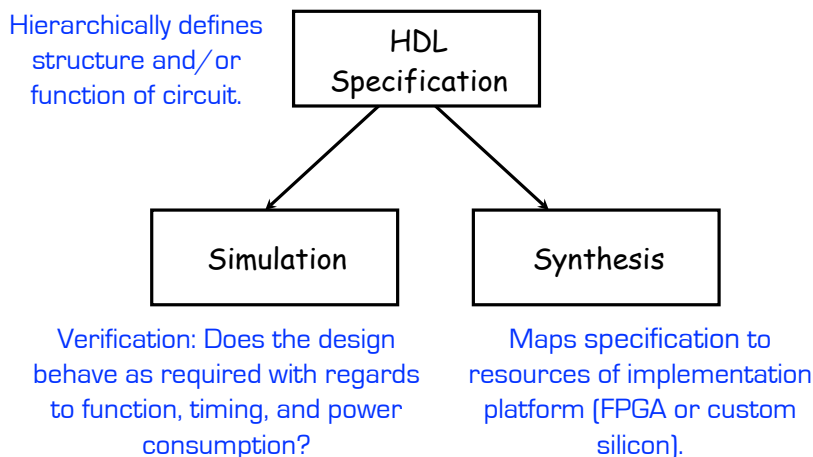 Hierarchically defines
structure and/or
function of circuit.
HDL
Specification
Simulation
Synthesis
Verification: Does the design
behave as required with regards
to function, timing, and power
consumption?
Maps specification to
resources of implementation
platform (FPGA or custom
silicon).